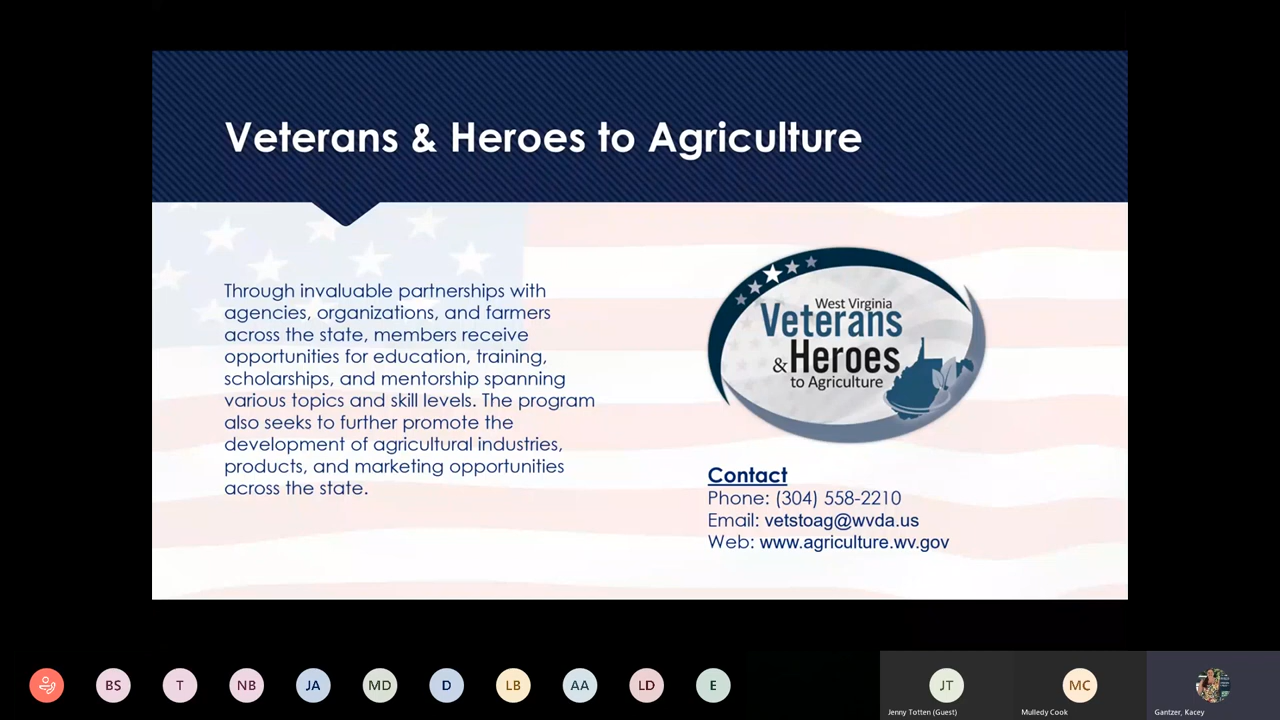 Veterans & Heroes to Agriculture
Through invaluable partnerships with
agencies, organizations, and farmers
across the state, members receive
opportunities for education, training,
scholarships, and mentorship spanning
various topics and skill levels. The program
also seeks to further promote the
development of agricultural industries,
products, and marketing opportunities
across the state.
West Virginia
Veterans
& Heroes
to Agriculture
Contact
Phone: (304) 558-2210
Email: vetstoag@wvda.us
Web: www.agriculture.wv.gov
BS T NB JA MD D LB AA LD E JT MC
Jenny Totten (Guest) Mulledy Cook Gantzer, Kacey